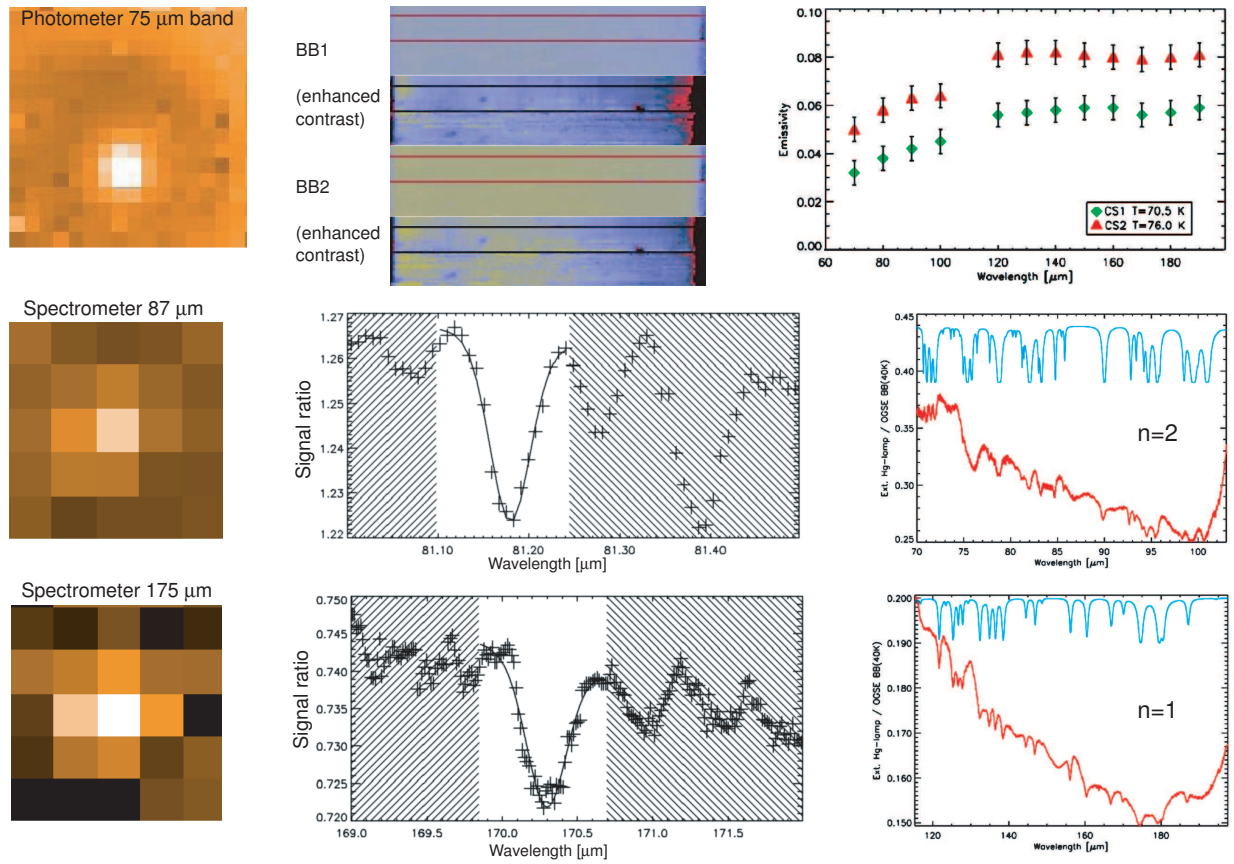 Photometer 75 μm band
BB1
(enhanced
contrast)
BB2
(enhanced
contrast)
0.10
0.08
0.06
0.04
0.02
0.00
Emissivity
CS1 T=70.5 K
CS2 T=76.0 K
60
80
100
120
140
160
180
Wavelength [μm]
Spectrometer 87 μm
1.27
1.26
1.25
1.24
1.23
1.22
Signal ratio
81.10
81.20
81.30
81.40
Wavelength [μm]
0.45
0.40
0.35
0.30
0.25
Ext. Hg-lamp / OGSE BB(40K)
n=2
70
75
80
85
90
95
100
Wavelength [μm]
Spectrometer 175 μm
0.750
0.745
0.740
0.735
0.730
0.725
0.720
Signal ratio
169.0
169.5
170.0
170.5
171.0
171.5
Wavelength [μm]
0.200
0.190
0.180
0.170
0.160
0.150
Ext. Hg-lamp / OGSE BB(40K)
n=1
120
140
160
180
Wavelength [μm]